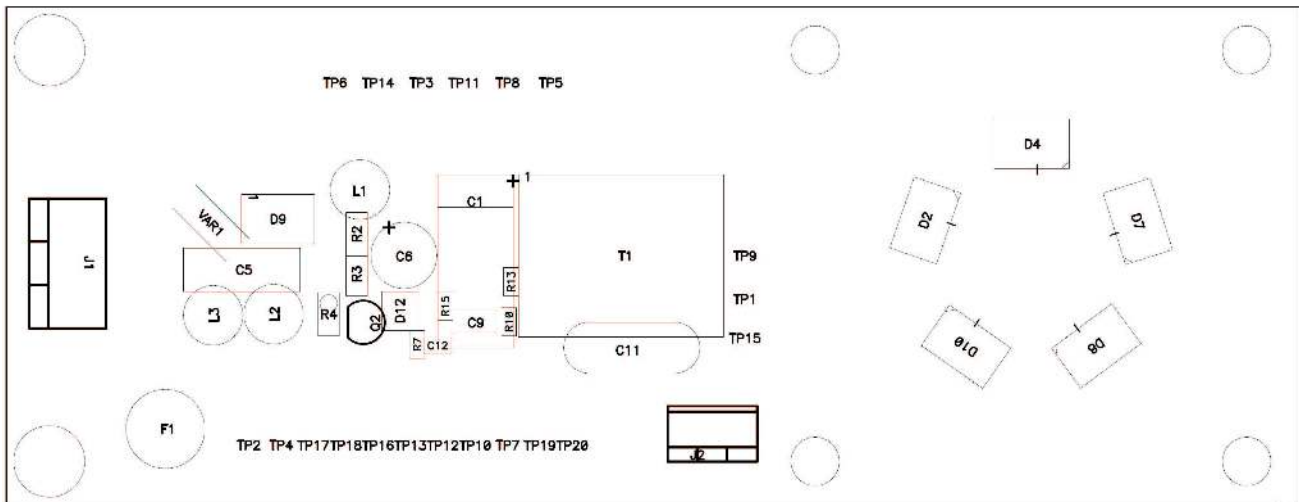 TP6 TP14 TP3 TP11 TP8 TP5
D4
1
L1
C1
D2
D7
VAR1
D9
R2
J1
C6
T1
TP9
C5
R3
R13
TP1
L3
L2
R4
Q2
D12
R15
C9
R10
TP15
R7
C12
C11
D10
D8
F1
TP2 TP4 TP17 TP18 TP16 TP13 TP12 TP10 TP7 TP19 TP20
J2